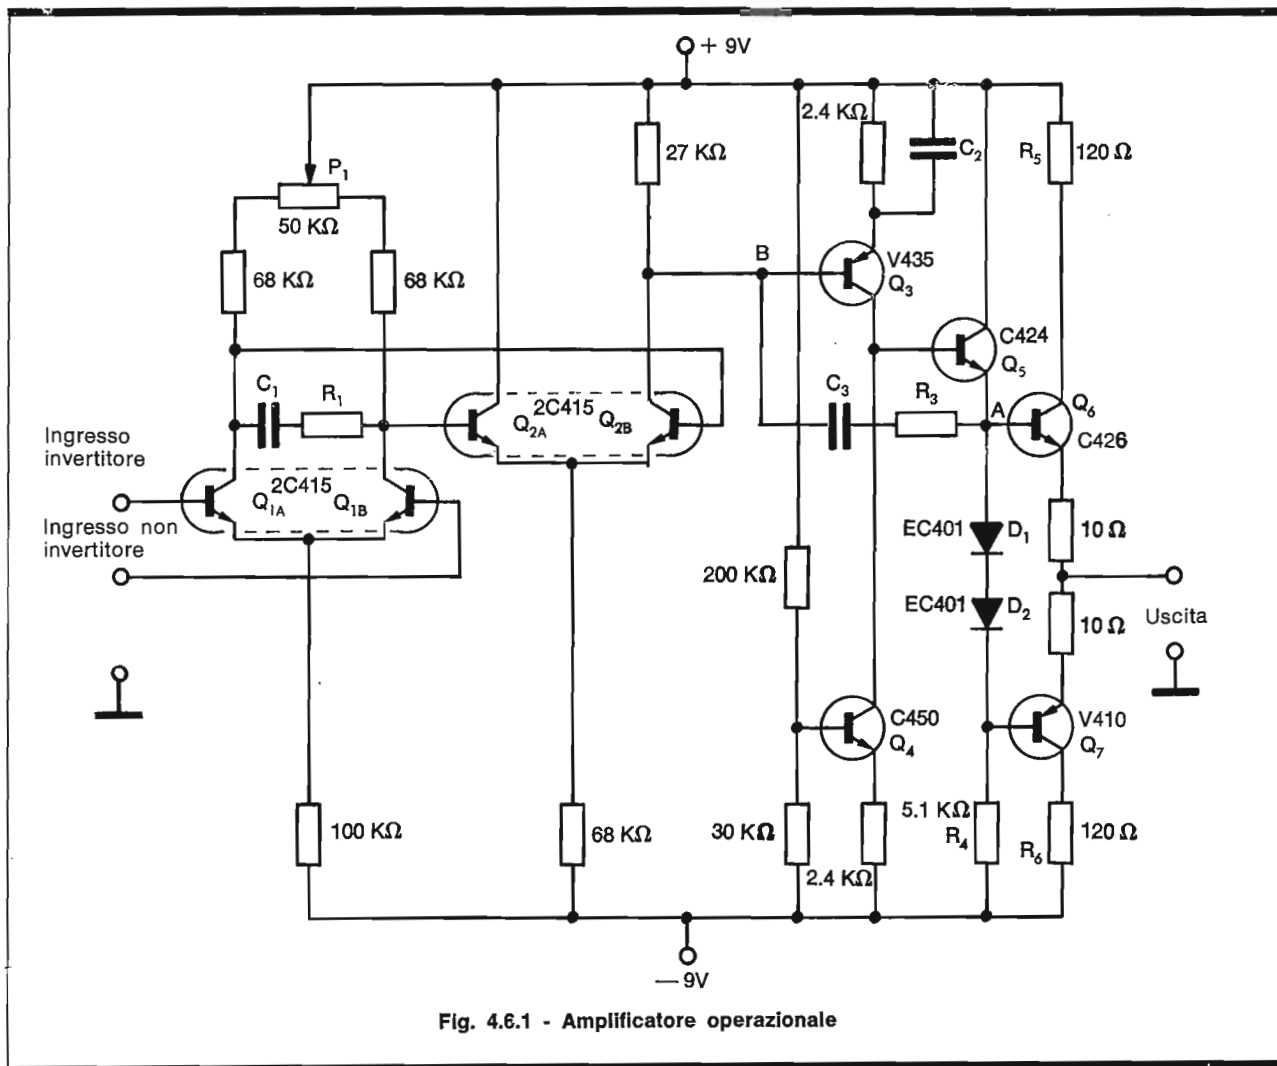 + 9V
2.4 KΩ
C2
R5
120 Ω
27 KΩ
P1
50 KΩ
68 KΩ
68 KΩ
B
V435
Q3
C424
Q5
C1
R1
2C415
Q2A
Q2B
C3
R3
A
Q6
C426
Ingresso
invertitore
2C415
Q1A
Q1B
Ingresso non
invertitore
EC401
D1
10 Ω
200 KΩ
EC401
D2
10 Ω
Uscita
C450
Q4
V410
Q7
100 KΩ
68 KΩ
30 KΩ
2.4 KΩ
5.1 KΩ
R4
R6
120 Ω
— 9V
Fig. 4.6.1 - Amplificatore operazionale